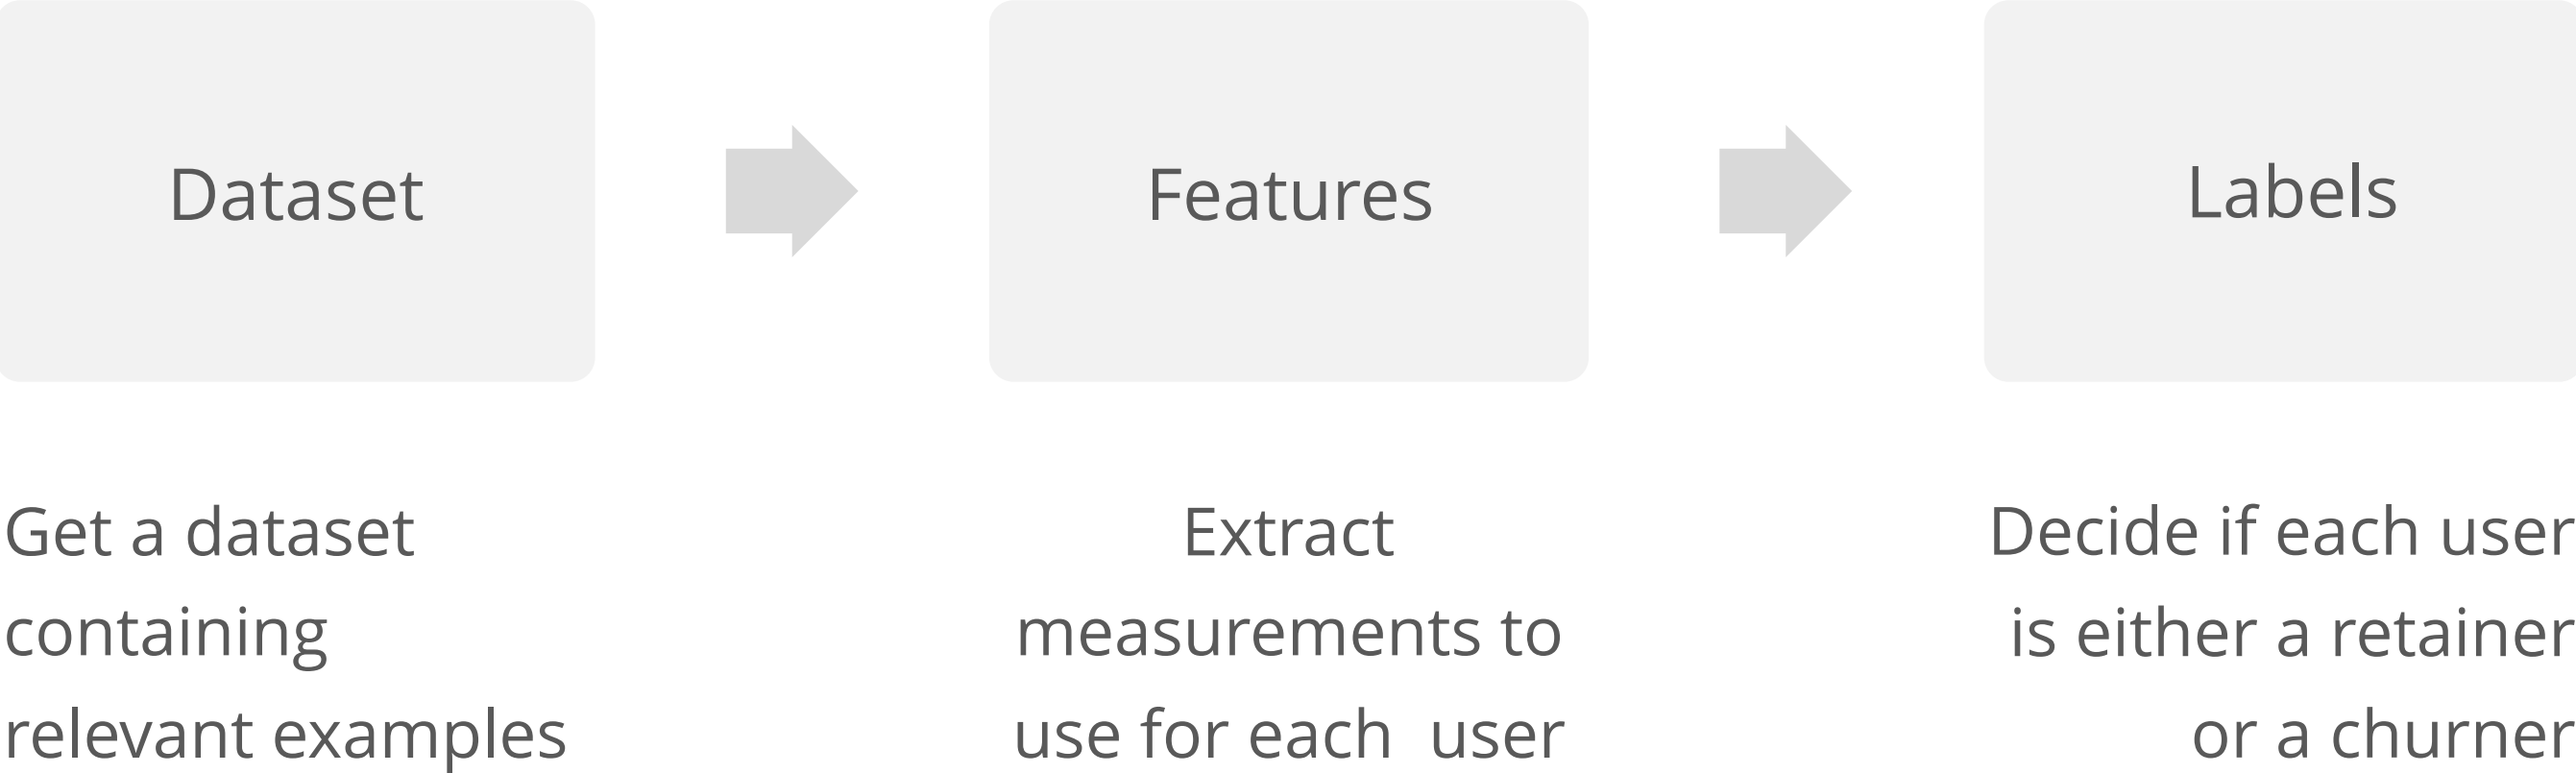 Dataset
Features
Labels
Get a dataset
containing
relevant examples
Extract
measurements to
use for each  user
Decide if each user
is either a retainer
or a churner